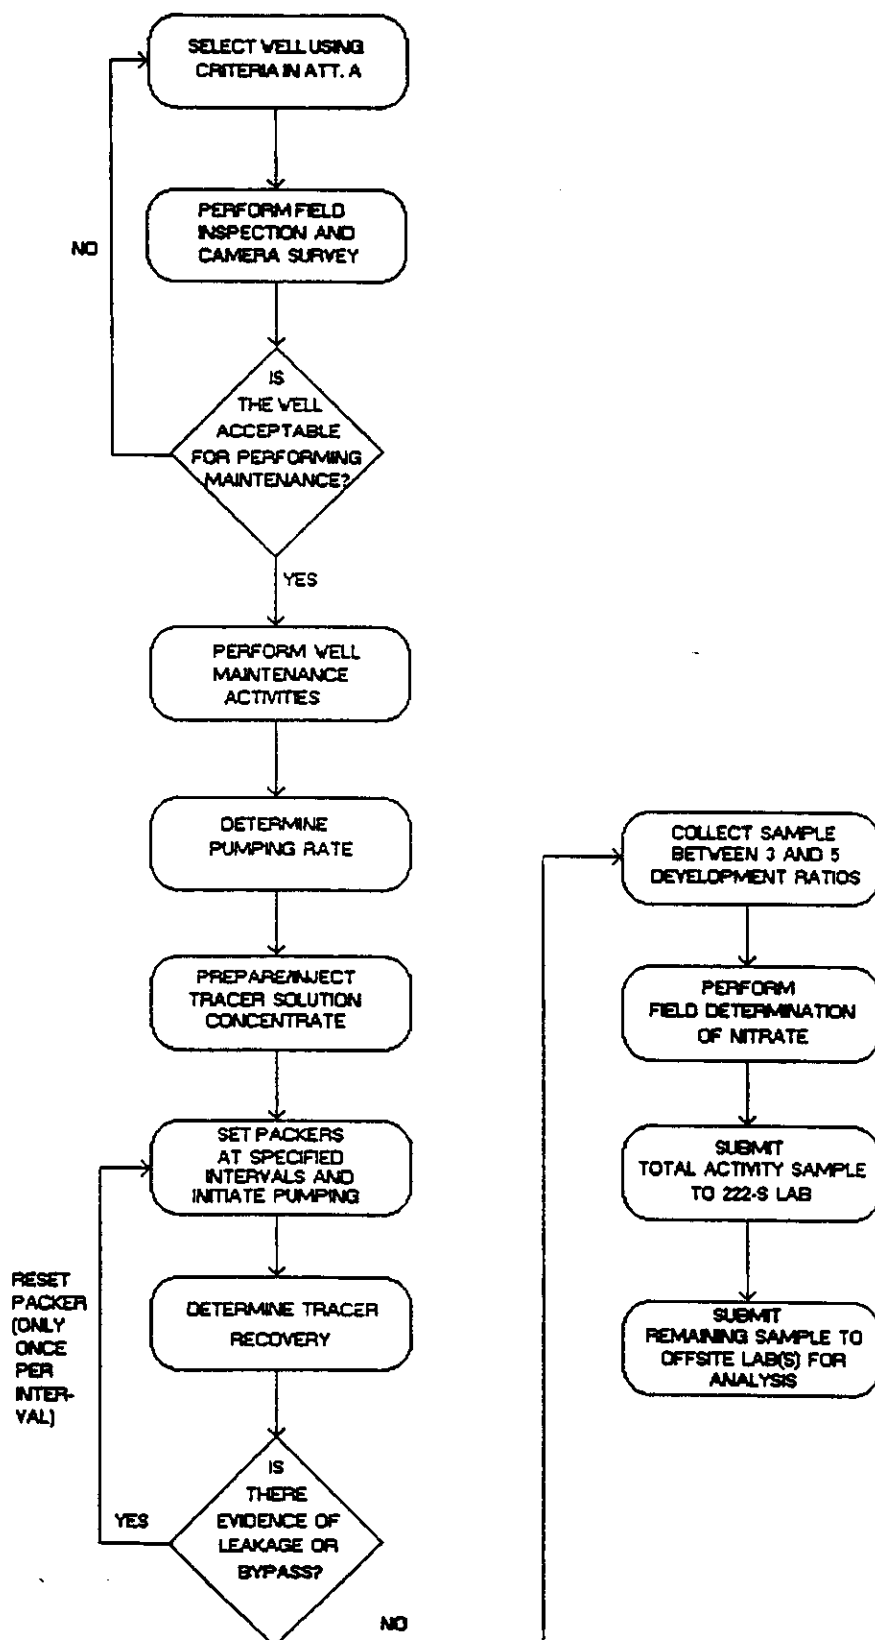 SELECT WELL USING
CRITERIA IN ATT. A
PERFORM FIELD
INSPECTION AND
CAMERA SURVEY
NO
IS
THE WELL
ACCEPTABLE
FOR PERFORMING
MAINTENANCE?
YES
PERFORM WELL
MAINTENANCE
ACTIVITIES
DETERMINE
PUMPING RATE
PREPARE/INJECT
TRACER SOLUTION
CONCENTRATE
SET PACKERS
AT SPECIFIED
INTERVALS AND
INITIATE PUMPING
RESET
PACKER
(ONLY
ONCE
PER
INTER-
VAL)
DETERMINE TRACER
RECOVERY
IS
THERE
EVIDENCE OF
LEAKAGE OR
BYPASS?
YES
NO
COLLECT SAMPLE
BETWEEN 3 AND 5
DEVELOPMENT RATIOS
PERFORM
FIELD DETERMINATION
OF NITRATE
SUBMIT
TOTAL ACTIVITY SAMPLE
TO 222-S LAB
SUBMIT
REMAINING SAMPLE TO
OFFSITE LAB(S) FOR
ANALYSIS